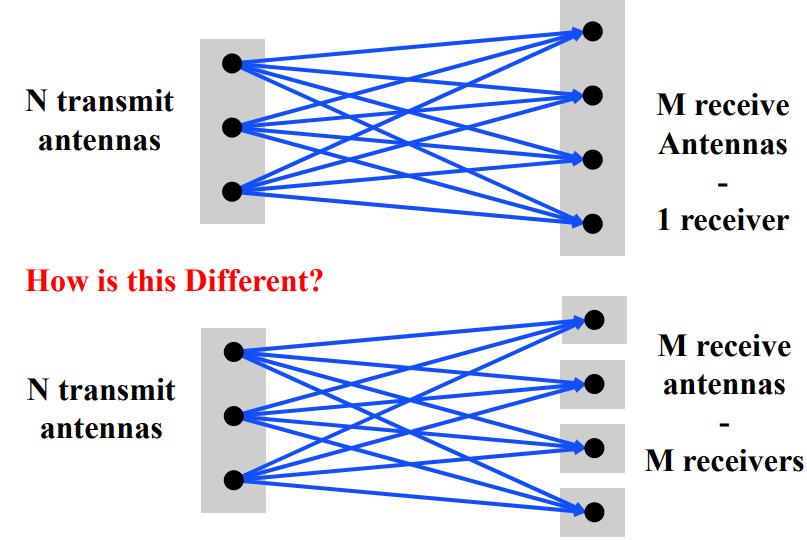 N transmit
antennas
M receive
Antennas
-
1 receiver
How is this Different?
N transmit
antennas
M receive
antennas
-
M receivers